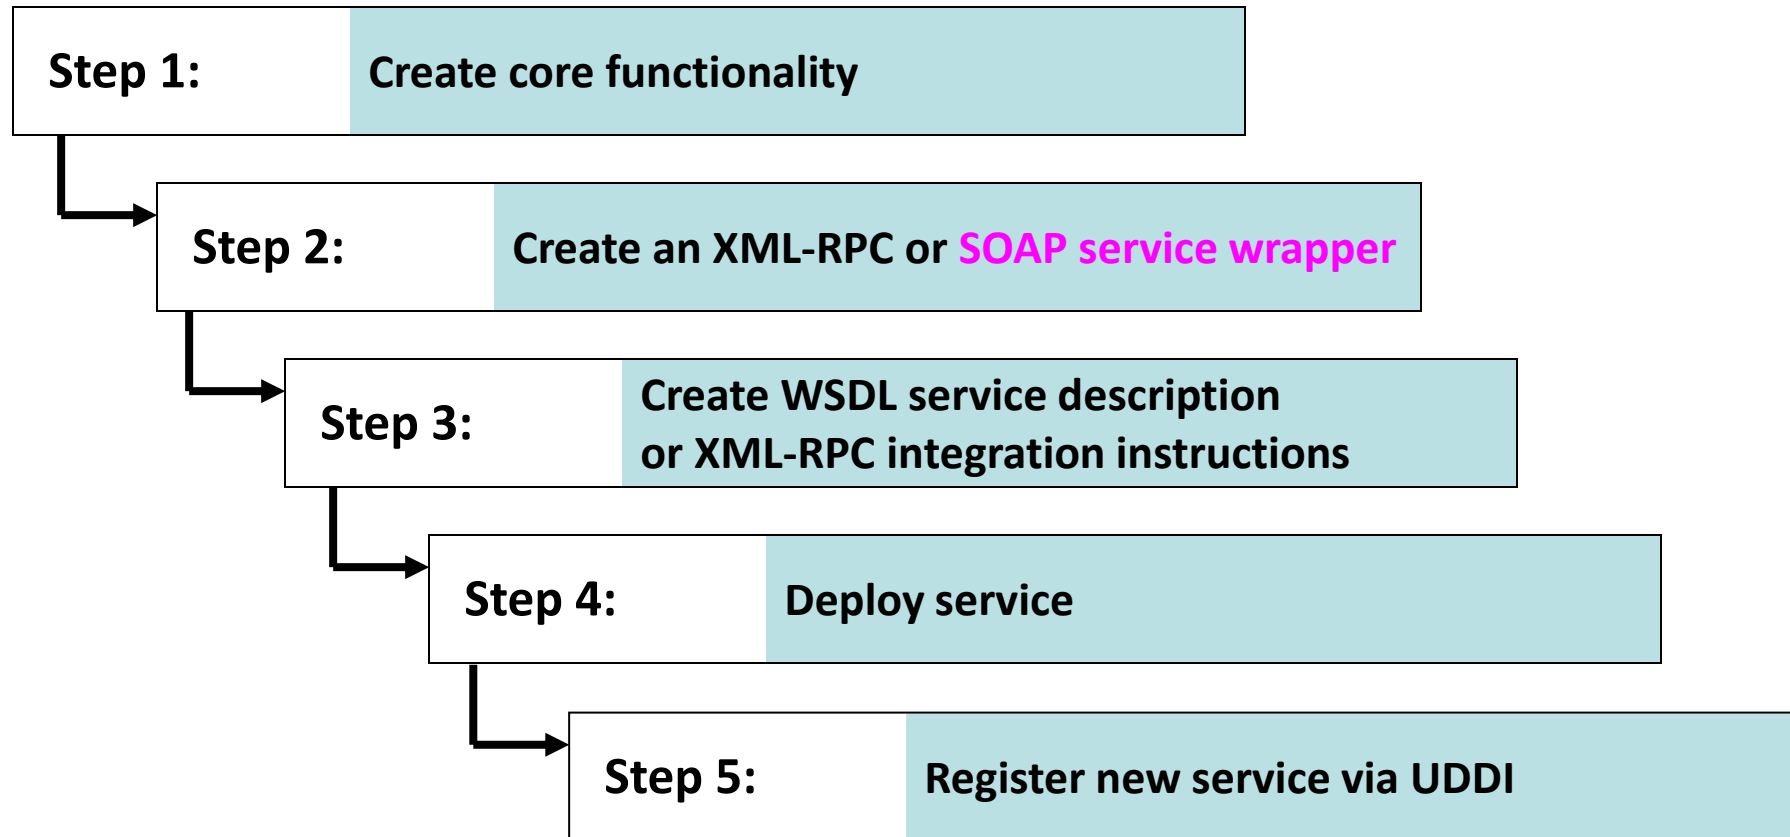 Step 1: Create core functionality
Step 2: Create an XML-RPC or SOAP service wrapper
Step 3: Create WSDL service description
or XML-RPC integration instructions
Step 4: Deploy service
Step 5: Register new service via UDDI